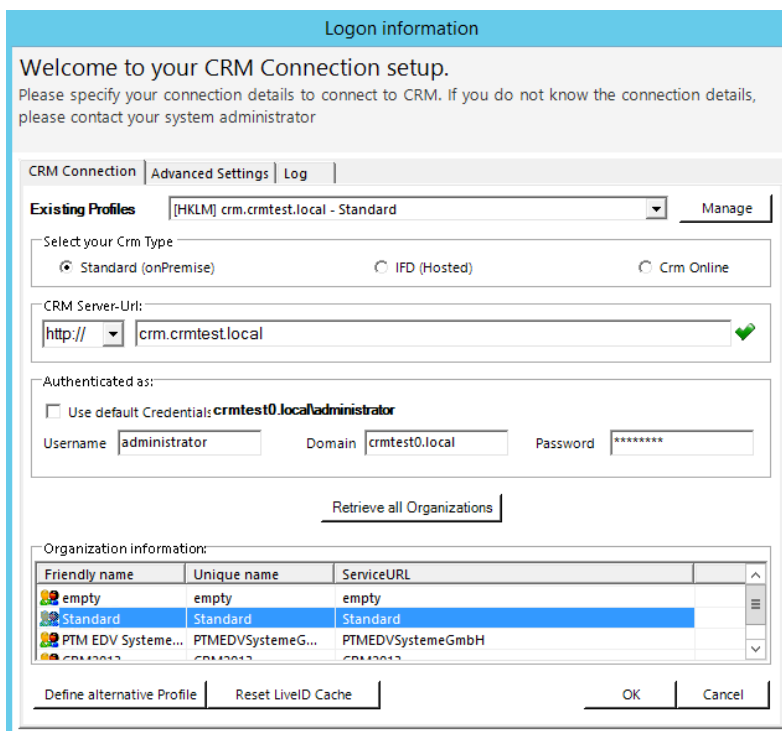 Logon information
Welcome to your CRM Connection setup.
Please specify your connection details to connect to CRM. If you do not know the connection details,
please contact your system administrator
CRM Connection Advanced Settings Log
Existing Profiles [HKLM] crm.crmtest.local - Standard Manage
Select your Crm Type
Standard (onPremise) IFD (Hosted) Crm Online
CRM Server-Url:
http:// crm.crmtest.local
Authenticated as:
Use default Credentials crmtest0.local\administrator
Username administrator Domain crmtest0.local Password ********
Retrieve all Organizations
Organization information:
Friendly name Unique name ServiceURL
empty empty empty
Standard Standard Standard
PTM EDV Systeme... PTMEDVSystemeG... PTMEDVSystemeGmbH
CRM2013 CRM2013 CRM2013
Define alternative Profile Reset LiveID Cache OK Cancel